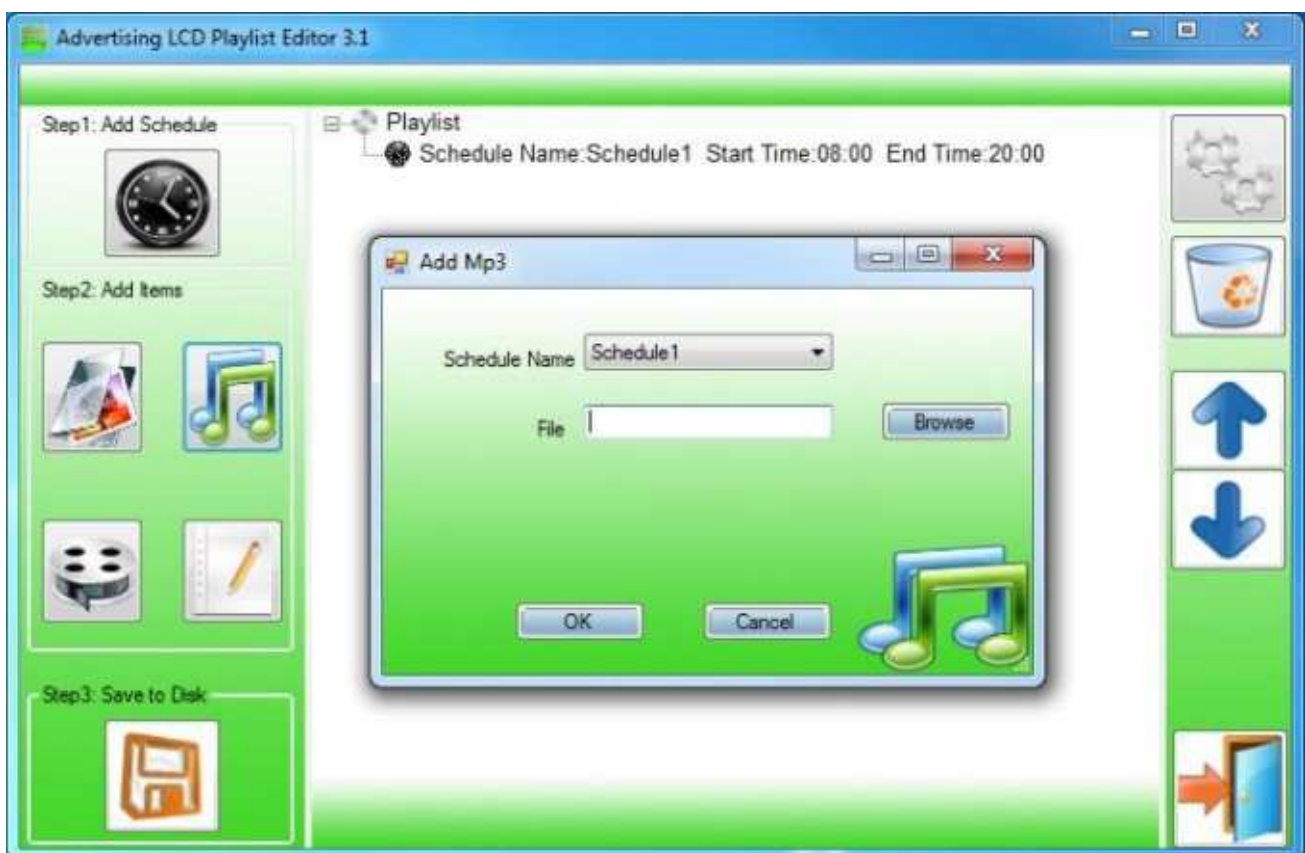 Advertising LCD Playlist Editor 3.1
Step1: Add Schedule
Playlist
Schedule Name:Schedule1 Start Time:08:00 End Time:20:00
Add Mp3
Step2: Add Items
Schedule Name Schedule1
File Browse
OK Cancel
Step3: Save to Disk